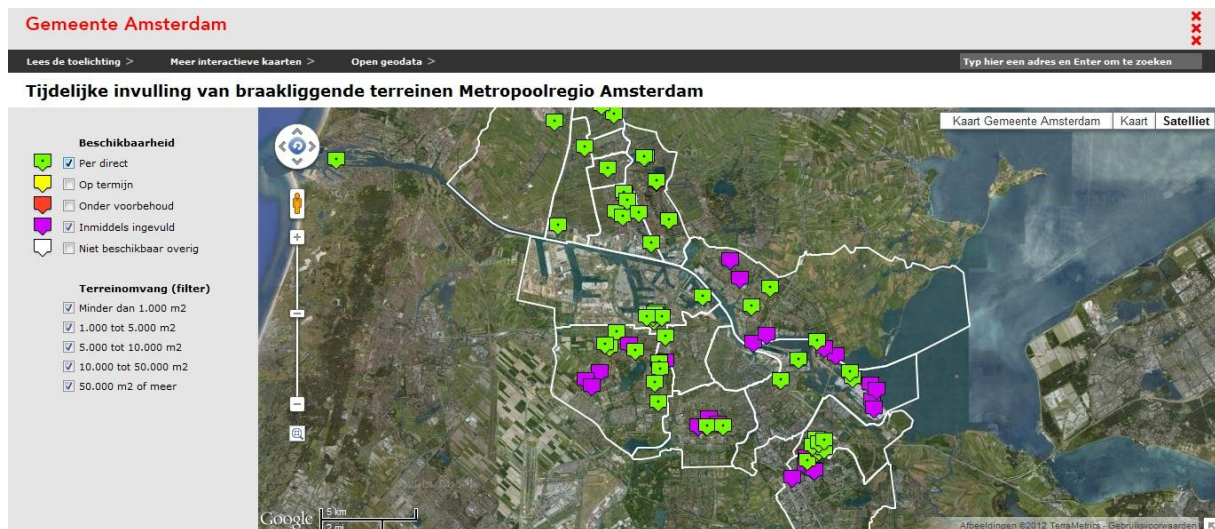 Gemeente Amsterdam
Lees de toelichting > Meer interactieve kaarten > Open geodata > Typ hier een adres en Enter om te zoeken
Tijdelijke invulling van braakliggende terreinen Metropoolregio Amsterdam
Kaart Gemeente Amsterdam Kaart Satelliet
Beschikbaarheid
Per direct
Op termijn
Onder voorbehoud
Inmiddels ingevuld
Niet beschikbaar overig
Terreinomvang (filter)
Minder dan 1.000 m2
1.000 tot 5.000 m2
5.000 tot 10.000 m2
10.000 tot 50.000 m2
50.000 m2 of meer
Google
5 km
2 mi
Afbeeldingen ©2012 TerraMetrics - Gebruiksvoorwaarden